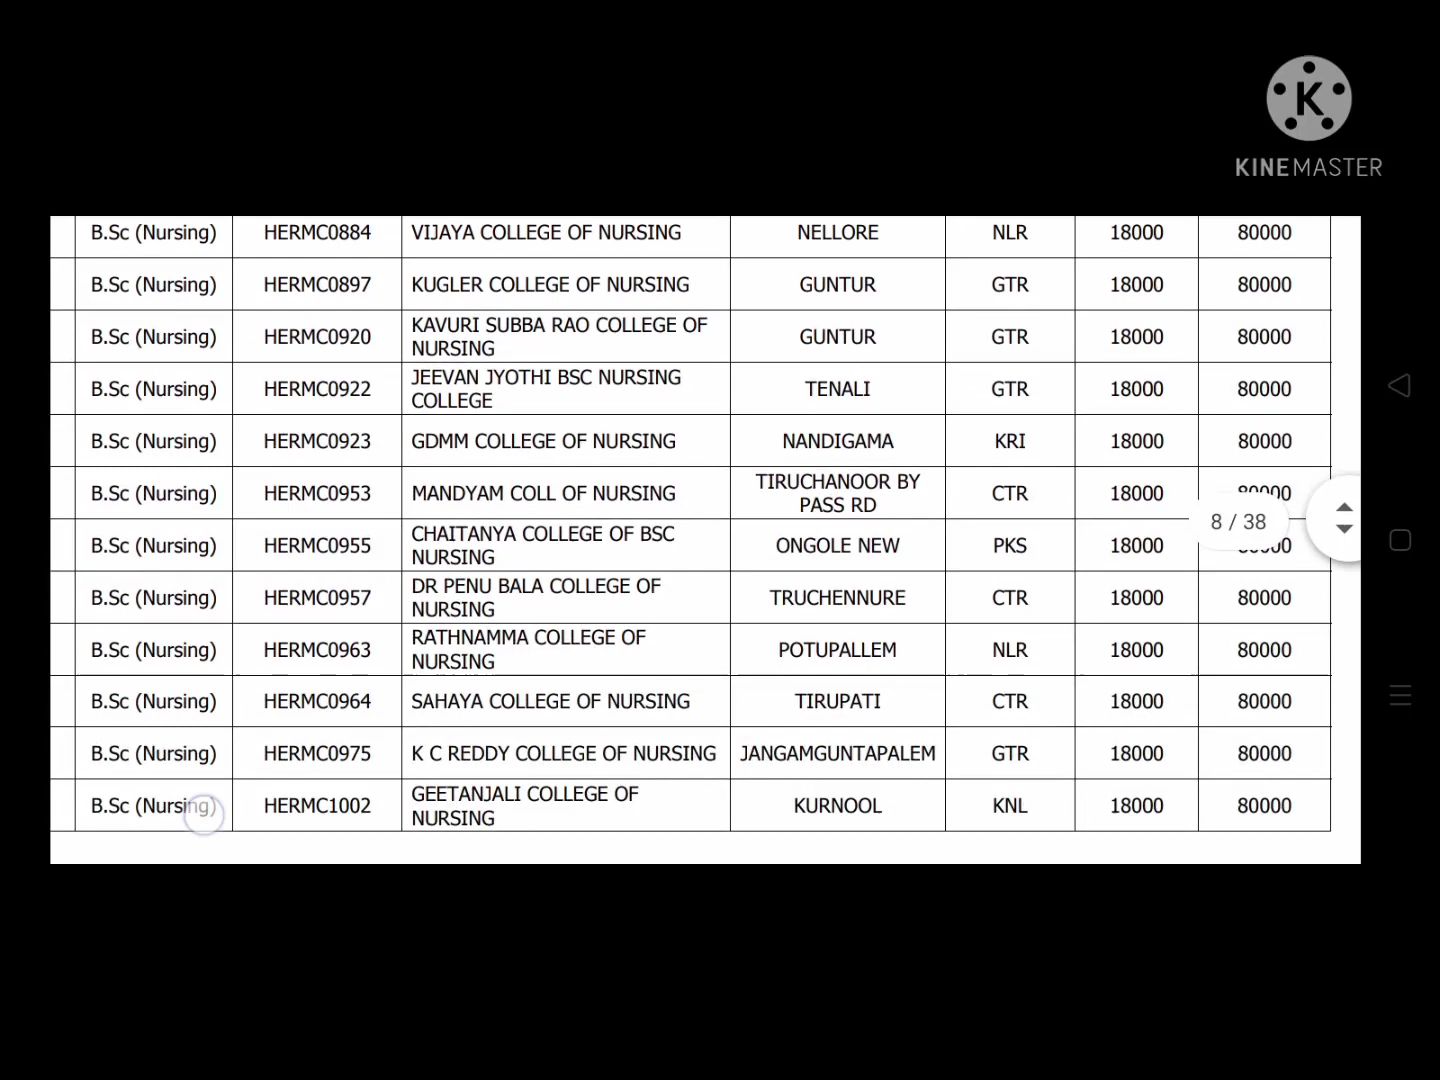 K
KINEMASTER
B.Sc (Nursing) HERMC0884 VIJAYA COLLEGE OF NURSING NELLORE NLR 18000 80000
B.Sc (Nursing) HERMC0897 KUGLER COLLEGE OF NURSING GUNTUR GTR 18000 80000
B.Sc (Nursing) HERMC0920 KAVURI SUBBA RAO COLLEGE OF
NURSING GUNTUR GTR 18000 80000
B.Sc (Nursing) HERMC0922 JEEVAN JYOTHI BSC NURSING
COLLEGE TENALI GTR 18000 80000
B.Sc (Nursing) HERMC0923 GDMM COLLEGE OF NURSING NANDIGAMA KRI 18000 80000
B.Sc (Nursing) HERMC0953 MANDYAM COLL OF NURSING TIRUCHANOOR BY
PASS RD CTR 18000 80000
8 / 38
B.Sc (Nursing) HERMC0955 CHAITANYA COLLEGE OF BSC
NURSING ONGOLE NEW PKS 18000 80000
B.Sc (Nursing) HERMC0957 DR PENU BALA COLLEGE OF
NURSING TRUCHENNURE CTR 18000 80000
B.Sc (Nursing) HERMC0963 RATHNAMMA COLLEGE OF
NURSING POTUPALLEM NLR 18000 80000
B.Sc (Nursing) HERMC0964 SAHAYA COLLEGE OF NURSING TIRUPATI CTR 18000 80000
B.Sc (Nursing) HERMC0975 K C REDDY COLLEGE OF NURSING JANGAMGUNTAPALEM GTR 18000 80000
B.Sc (Nursing) HERMC1002 GEETANJALI COLLEGE OF
NURSING KURNOOL KNL 18000 80000